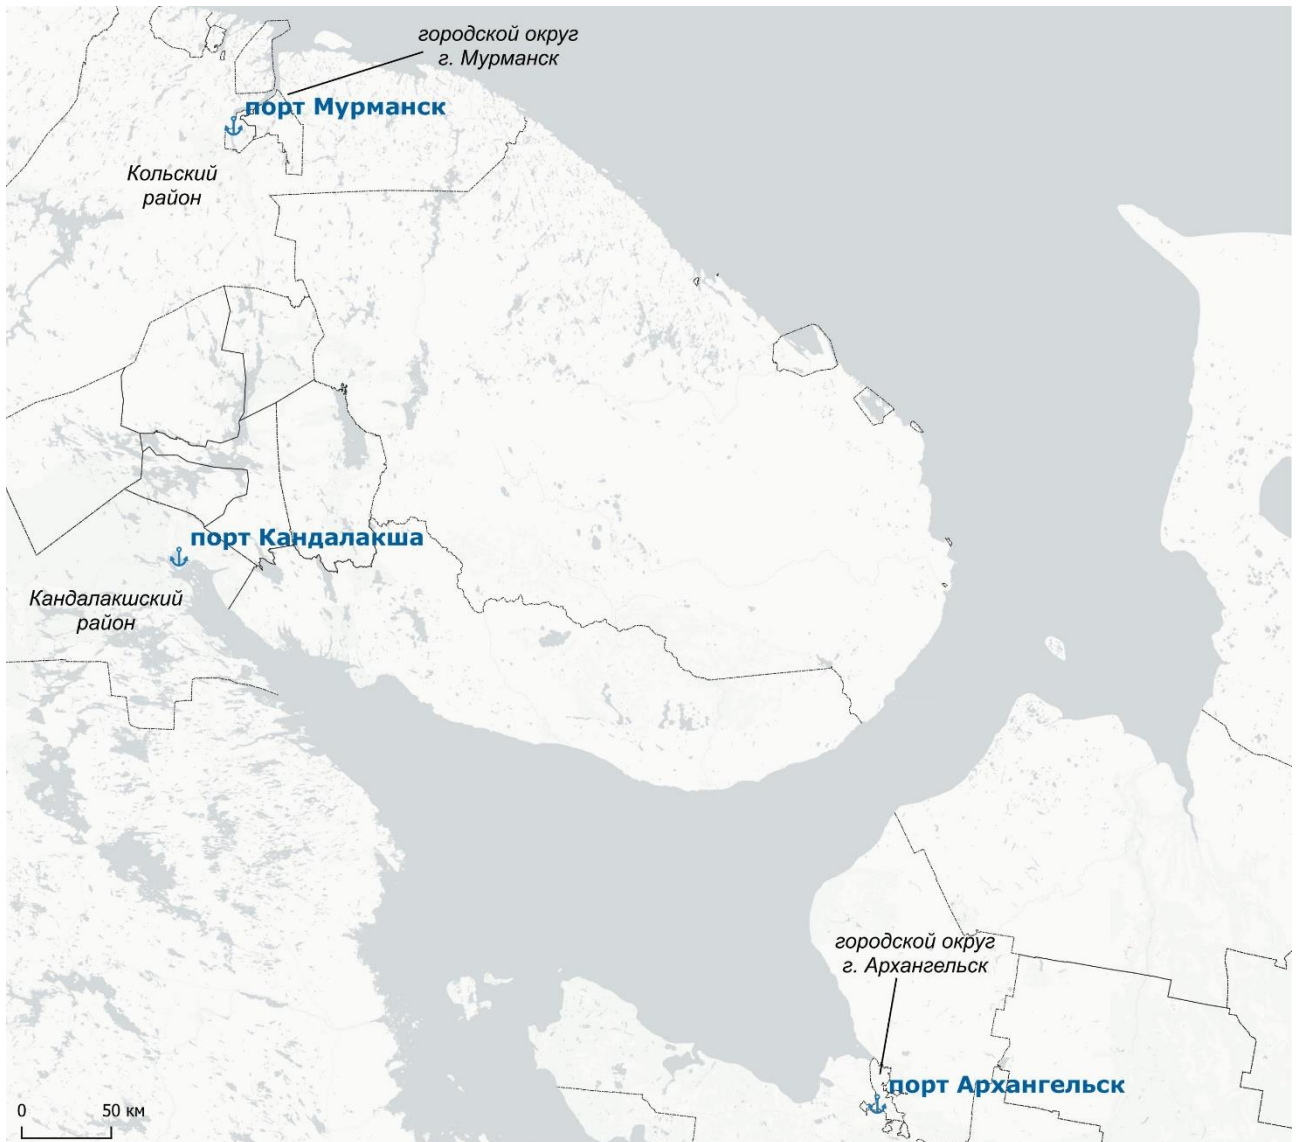 городской округ
г. Мурманск
порт Мурманск
Кольский
район
порт Кандалакша
Кандалакшский
район
городской округ
г. Архангельск
порт Архангельск
0 50 км